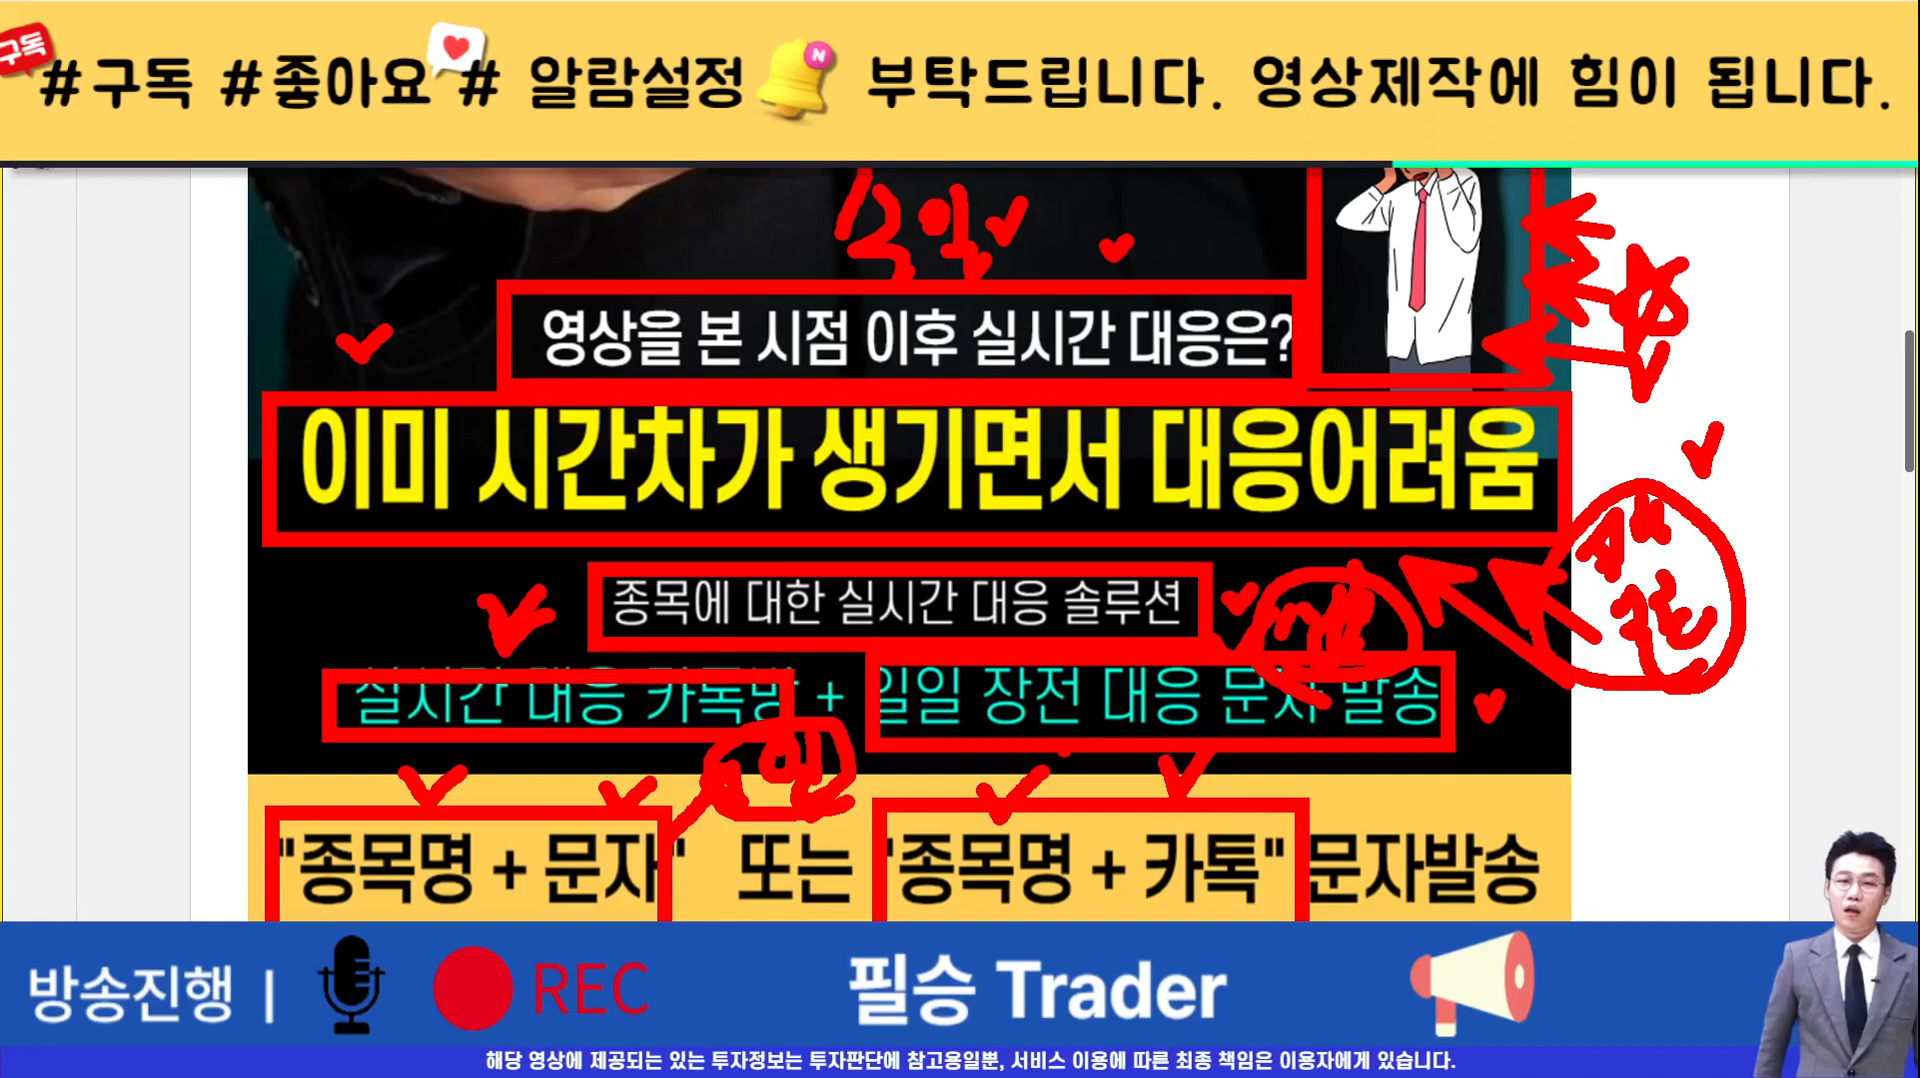 구독
#구독 #좋아요 # 알람설정 N 부탁드립니다. 영상제작에 힘이 됩니다.
영상을 본 시점 이후 실시간 대응은?
이미 시간차가 생기면서 대응어려움
종목에 대한 실시간 대응 솔루션
실시간 대응 카톡방 + 일일 장전 대응 문자 발송
"종목명 + 문자" 또는 "종목명 + 카톡" 문자발송
방송진행 | REC 필승 Trader
해당 영상에 제공되는 있는 투자정보는 투자판단에 참고용일뿐, 서비스 이용에 따른 최종 책임은 이용자에게 있습니다.